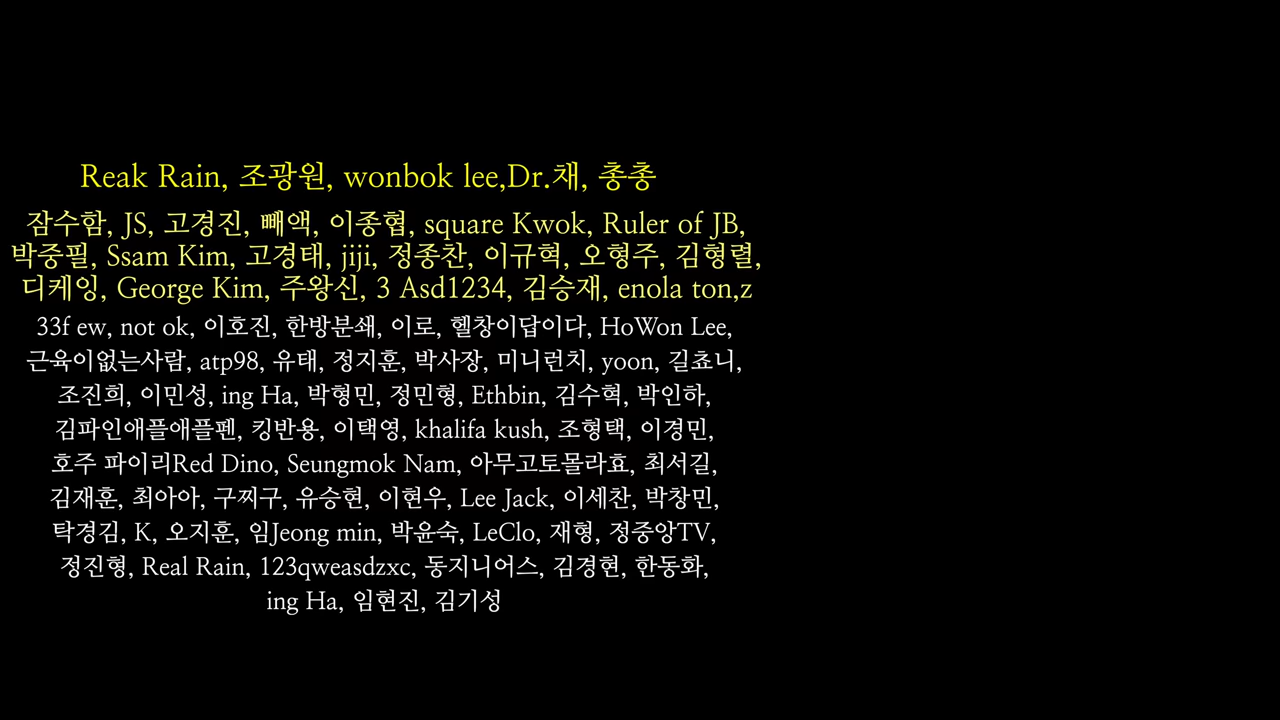 Reak Rain, 조광원, wonbok lee,Dr.채, 총총
잠수함, JS, 고경진, 빼액, 이종협, square Kwok, Ruler of JB,
박중필, Ssam Kim, 고경태, jiji, 정종찬, 이규혁, 오형주, 김형렬,
디케잉, George Kim, 주왕신, 3 Asd1234, 김승재, enola ton,z
33f ew, not ok, 이호진, 한방분쇄, 이로, 헬창이답이다, HoWon Lee,
근육이없는사람, atp98, 유태, 정지훈, 박사장, 미니런치, yoon, 길쵸니,
조진희, 이민성, ing Ha, 박형민, 정민형, Ethbin, 김수혁, 박인하,
김파인애플애플펜, 킹반용, 이택영, khalifa kush, 조형택, 이경민,
호주 파이리Red Dino, Seungmok Nam, 아무고토몰라효, 최서길,
김재훈, 최아아, 구찌구, 유승현, 이현우, Lee Jack, 이세찬, 박창민,
탁경김, K, 오지훈, 임Jeong min, 박윤숙, LeClo, 재형, 정중앙TV,
정진형, Real Rain, 123qweasdzxc, 동지니어스, 김경현, 한동화,
ing Ha, 임현진, 김기성